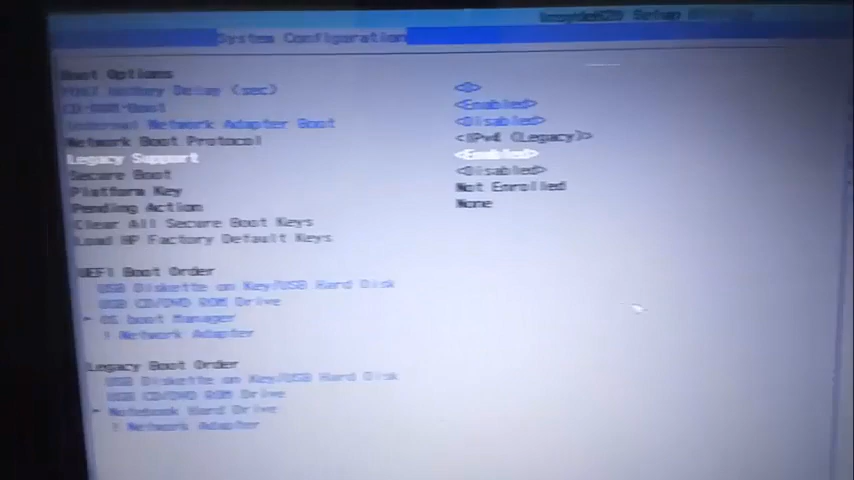 InsydeH20 Setup
System Configuration
Boot Options
POST Hotkey Delay (sec) <0>
CD-ROM Boot <Enabled>
Internal Network Adapter Boot <Disabled>
Network Boot Protocol <IPv4 (Legacy)>
Legacy Support <Enabled>
Secure Boot <Disabled>
Platform Key Not Enrolled
Pending Action None
Clear All Secure Boot Keys
Load HP Factory Default Keys
UEFI Boot Order
USB Diskette on Key/USB Hard Disk
USB CD/DVD ROM Drive
OS boot Manager
! Network Adapter
Legacy Boot Order
USB Diskette on Key/USB Hard Disk
USB CD/DVD ROM Drive
Notebook Hard Drive
! Network Adapter